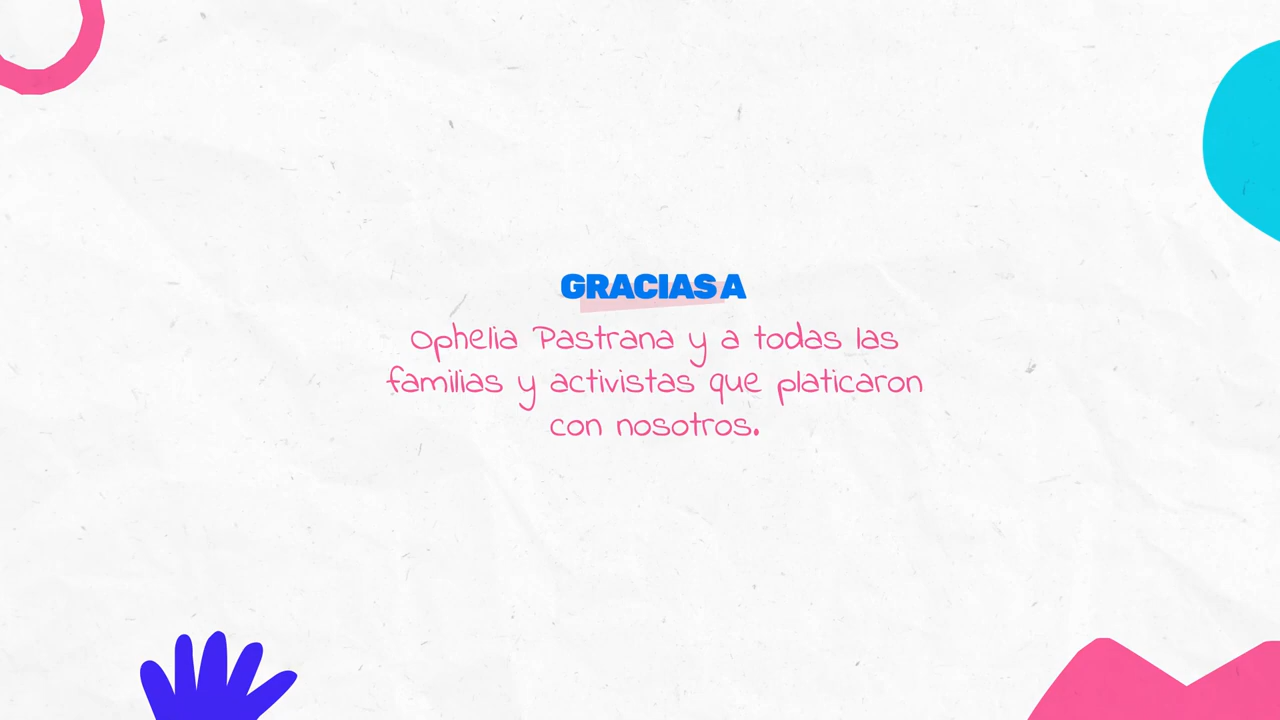 GRACIAS A
Ophelia Pastrana y a todas las
familias y activistas que platicaron
con nosotros.